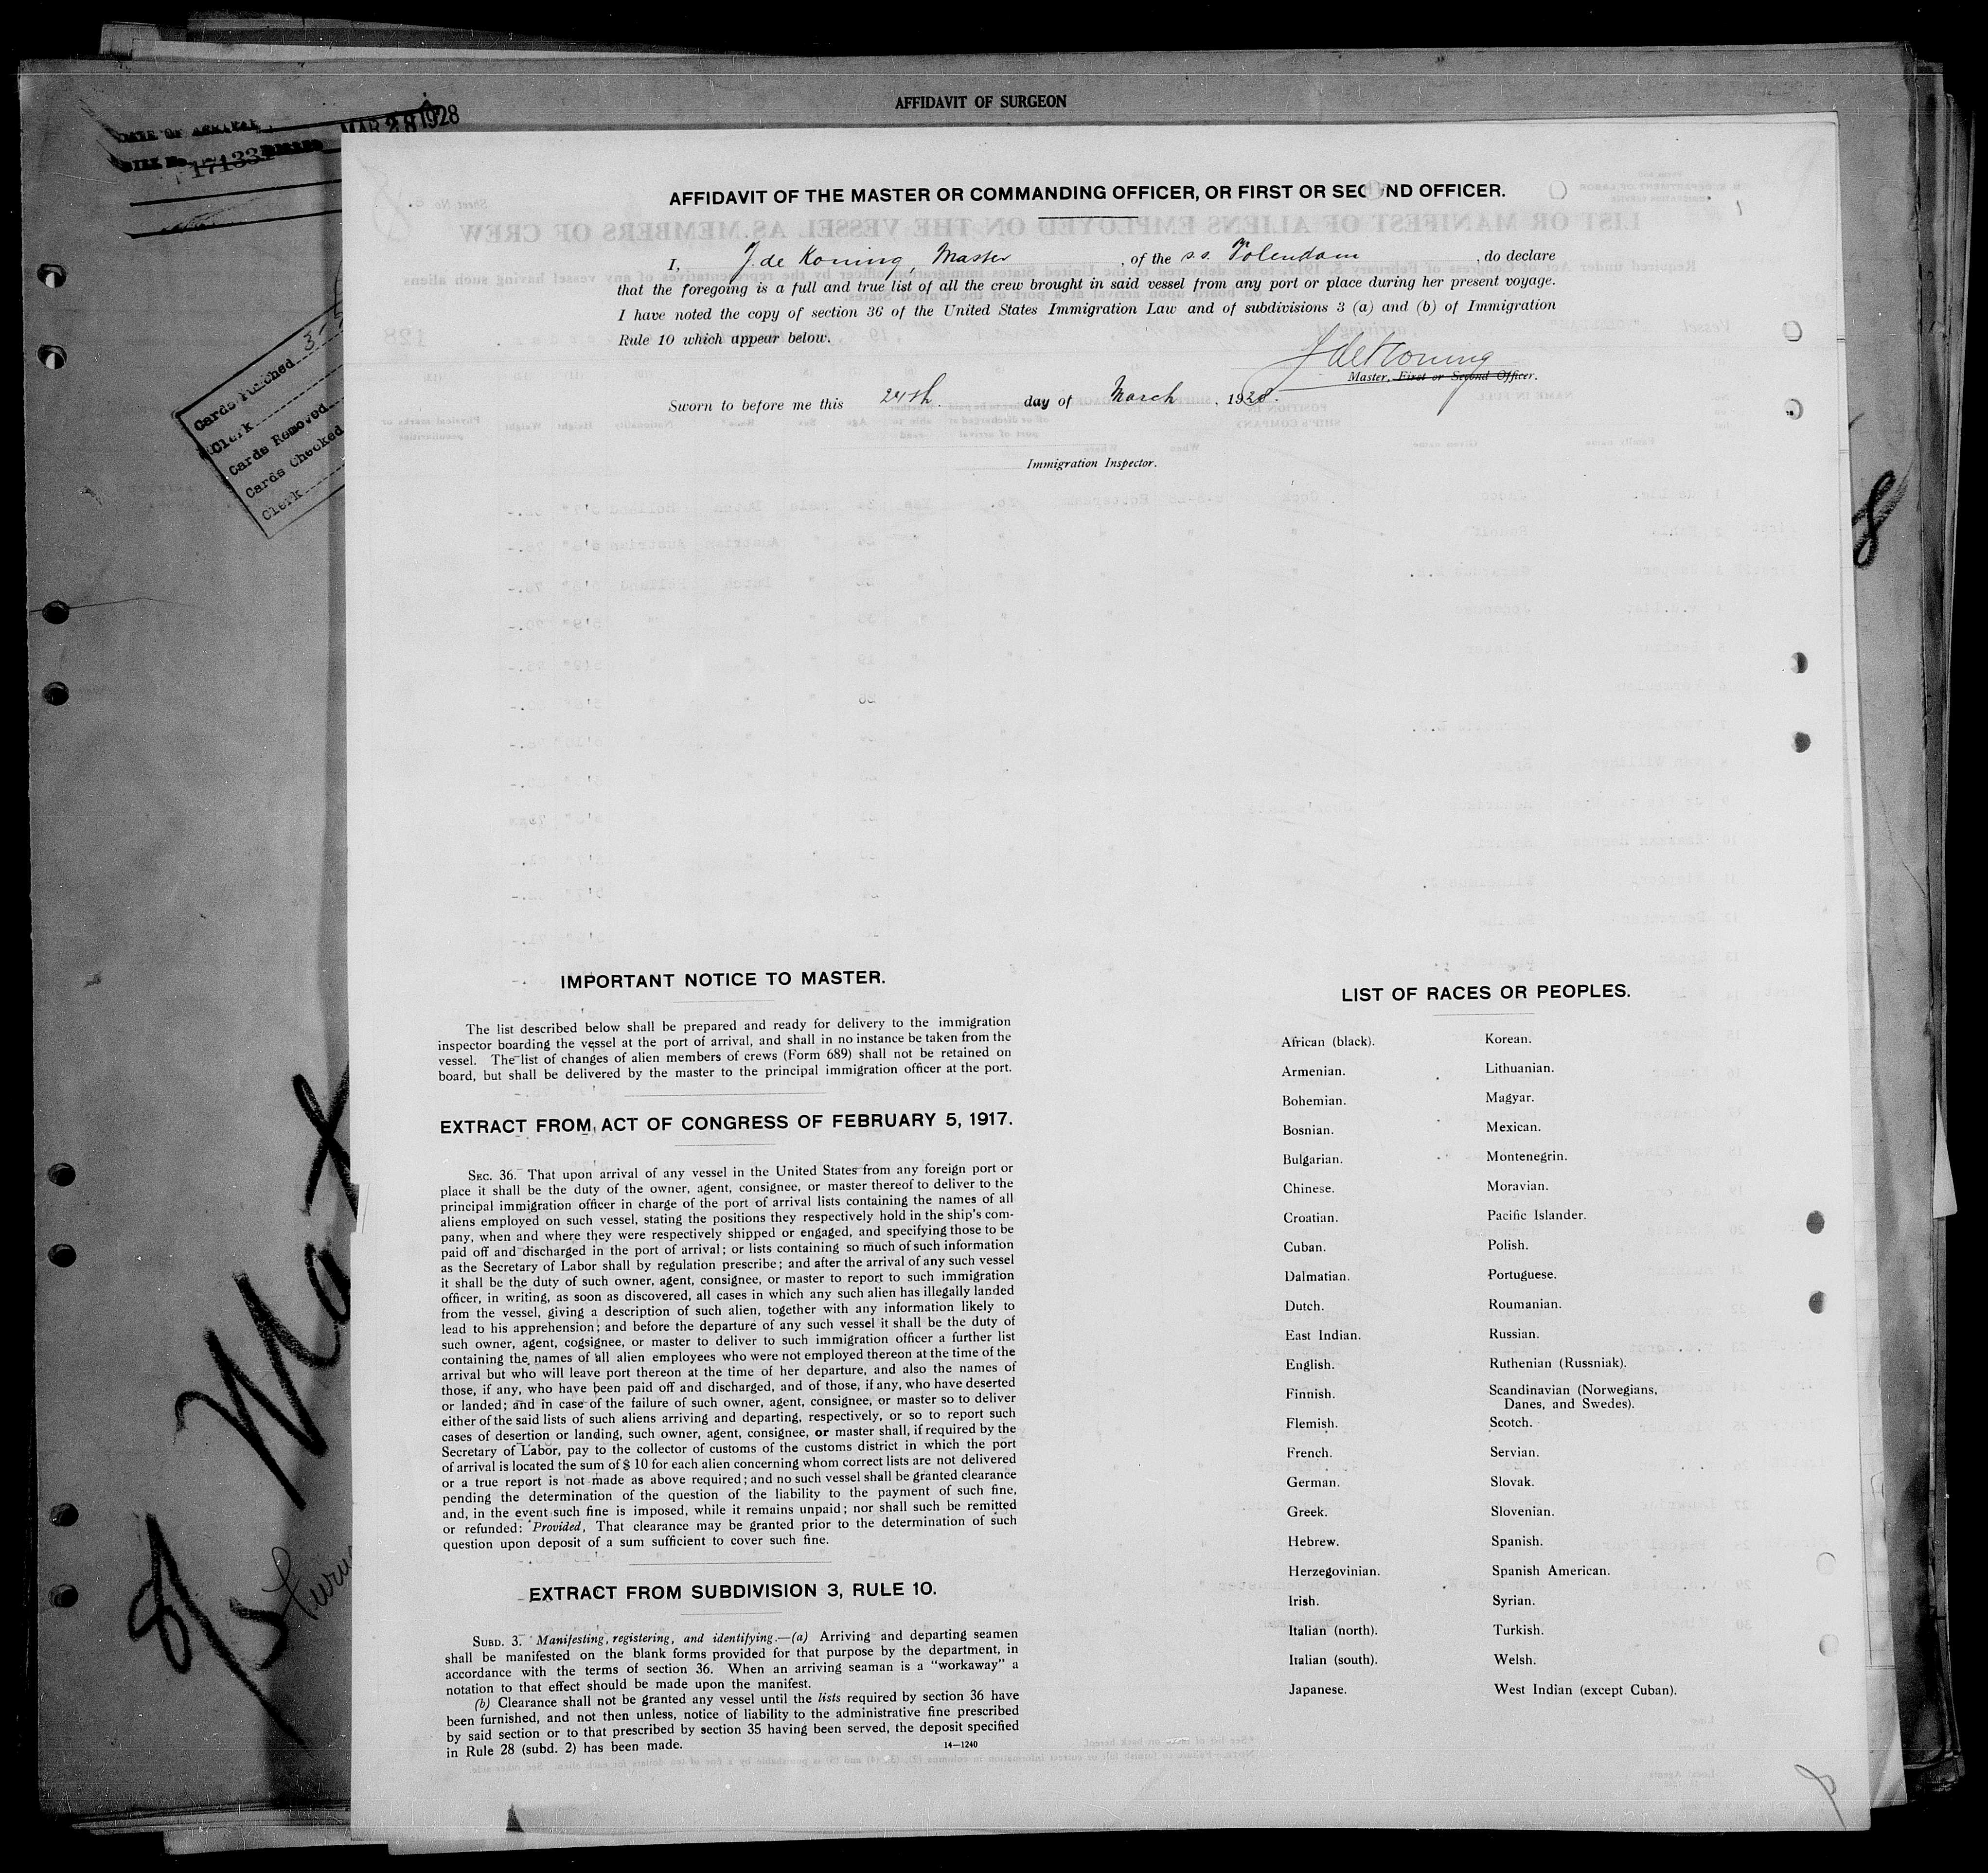 AFFIDAVIT OF SURGEON
MAR 28 1928
DATE OF ARRIVAL
17133
AFFIDAVIT OF THE MASTER OR COMMANDING OFFICER, OR FIRST OR SECOND OFFICER.
I, J. de Koning, Master, of the s.s. Volendam, do declare
that the foregoing is a full and true list of all the crew brought in said vessel from any port or place during her present voyage.
I have noted the copy of section 36 of the United States Immigration Law and of subdivisions 3 (a) and (b) of Immigration
Rule 10 which appear below.
J de Koning
Master, First or Second Officer.
Sworn to before me this 24th. day of March, 1928.
Immigration Inspector.
Cards Punched 3-
Clerk
Cards Removed
Cards Checked
Clerk
8
IMPORTANT NOTICE TO MASTER.
The list described below shall be prepared and ready for delivery to the immigration
inspector boarding the vessel at the port of arrival, and shall in no instance be taken from the
vessel. The list of changes of alien members of crews (Form 689) shall not be retained on
board, but shall be delivered by the master to the principal immigration officer at the port.
EXTRACT FROM ACT OF CONGRESS OF FEBRUARY 5, 1917.
SEC. 36. That upon arrival of any vessel in the United States from any foreign port or
place it shall be the duty of the owner, agent, consignee, or master thereof to deliver to the
principal immigration officer in charge of the port of arrival lists containing the names of all
aliens employed on such vessel, stating the positions they respectively hold in the ship's com-
pany, when and where they were respectively shipped or engaged, and specifying those to be
paid off and discharged in the port of arrival; or lists containing so much of such information
as the Secretary of Labor shall by regulation prescribe; and after the arrival of any such vessel
it shall be the duty of such owner, agent, consignee, or master to report to such immigration
officer, in writing, as soon as discovered, all cases in which any such alien has illegally landed
from the vessel, giving a description of such alien, together with any information likely to
lead to his apprehension; and before the departure of any such vessel it shall be the duty of
such owner, agent, cogsignee, or master to deliver to such immigration officer a further list
containing the names of all alien employees who were not employed thereon at the time of the
arrival but who will leave port thereon at the time of her departure, and also the names of
those, if any, who have been paid off and discharged, and of those, if any, who have deserted
or landed; and in case of the failure of such owner, agent, consignee, or master so to deliver
either of the said lists of such aliens arriving and departing, respectively, or so to report such
cases of desertion or landing, such owner, agent, consignee, or master shall, if required by the
Secretary of Labor, pay to the collector of customs of the customs district in which the port
of arrival is located the sum of $ 10 for each alien concerning whom correct lists are not delivered
or a true report is not made as above required; and no such vessel shall be granted clearance
pending the determination of the question of the liability to the payment of such fine,
and, in the event such fine is imposed, while it remains unpaid; nor shall such be remitted
or refunded: Provided, That clearance may be granted prior to the determination of such
question upon deposit of a sum sufficient to cover such fine.
EXTRACT FROM SUBDIVISION 3, RULE 10.
SUBD. 3. Manifesting, registering, and identifying.—(a) Arriving and departing seamen
shall be manifested on the blank forms provided for that purpose by the department, in
accordance with the terms of section 36. When an arriving seaman is a "workaway" a
notation to that effect should be made upon the manifest.
(b) Clearance shall not be granted any vessel until the lists required by section 36 have
been furnished, and not then unless, notice of liability to the administrative fine prescribed
by said section or to that prescribed by section 35 having been served, the deposit specified
in Rule 28 (subd. 2) has been made.
14—1240
LIST OF RACES OR PEOPLES.
African (black).
Armenian.
Bohemian.
Bosnian.
Bulgarian.
Chinese.
Croatian.
Cuban.
Dalmatian.
Dutch.
East Indian.
English.
Finnish.
Flemish.
French.
German.
Greek.
Hebrew.
Herzegovinian.
Irish.
Italian (north).
Italian (south).
Japanese.
Korean.
Lithuanian.
Magyar.
Mexican.
Montenegrin.
Moravian.
Pacific Islander.
Polish.
Portuguese.
Roumanian.
Russian.
Ruthenian (Russniak).
Scandinavian (Norwegians,
Danes, and Swedes).
Scotch.
Servian.
Slovak.
Slovenian.
Spanish.
Spanish American.
Syrian.
Turkish.
Welsh.
West Indian (except Cuban).